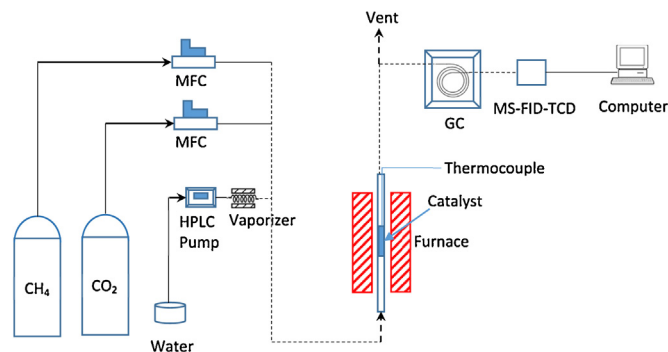 Vent
MFC
GC
MS-FID-TCD
Computer
MFC
Thermocouple
HPLC
Pump
Vaporizer
Catalyst
Furnace
CH₄
CO₂
Water